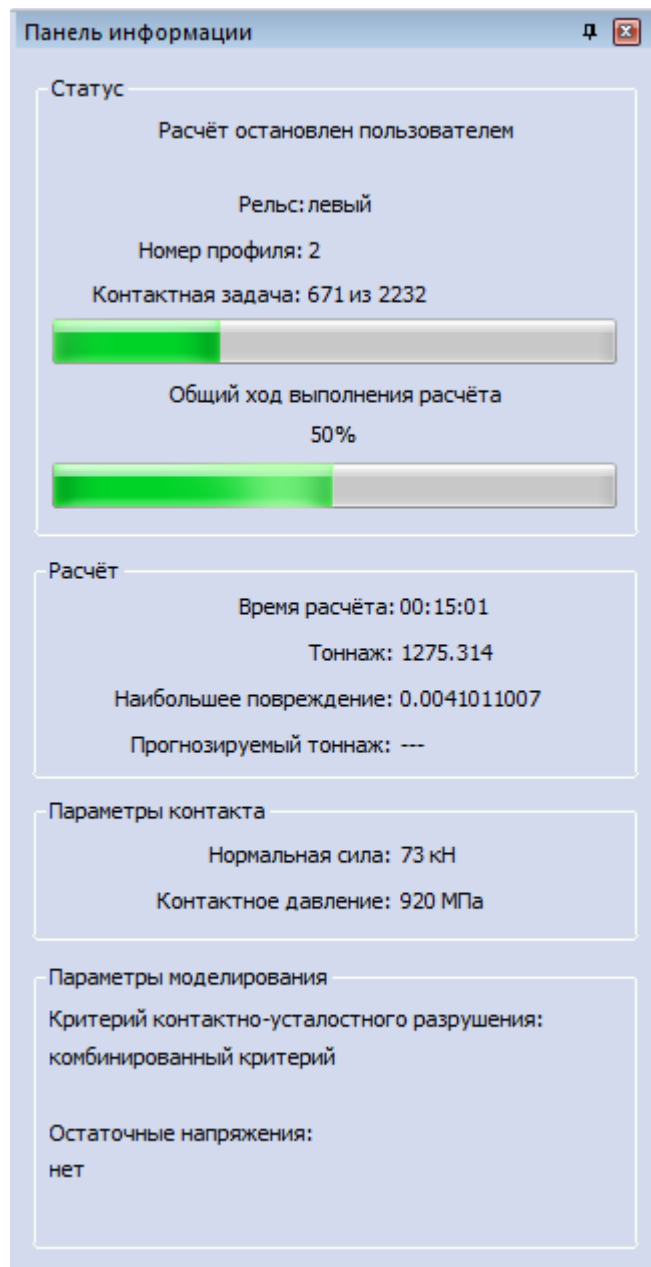 Панель информации
Статус
Расчёт остановлен пользователем
Рельс: левый
Номер профиля: 2
Контактная задача: 671 из 2232
Общий ход выполнения расчёта
50%
Расчёт
Время расчёта: 00:15:01
Тоннаж: 1275.314
Наибольшее повреждение: 0.0041011007
Прогнозируемый тоннаж: ---
Параметры контакта
Нормальная сила: 73 кН
Контактное давление: 920 МПа
Параметры моделирования
Критерий контактно-усталостного разрушения:
комбинированный критерий
Остаточные напряжения:
нет